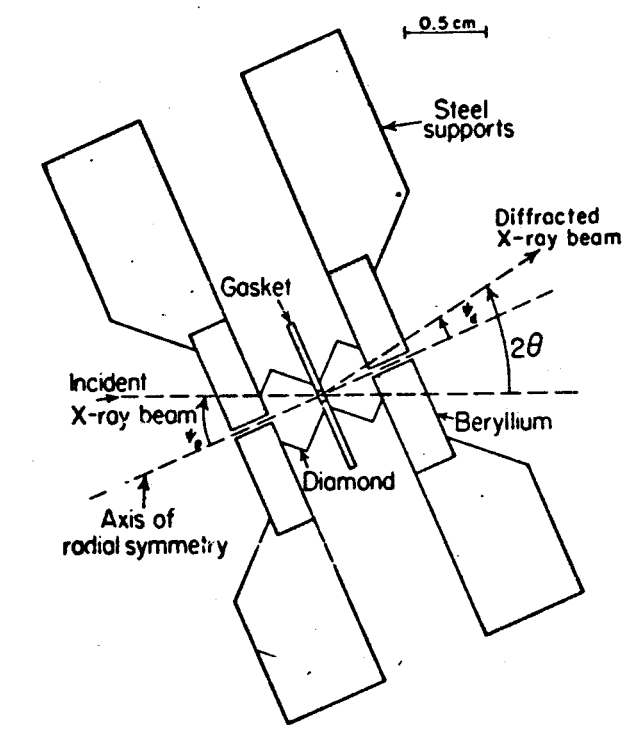 0.5 cm
Steel
supports
Diffracted
X-ray beam
Gasket
2θ
Incident
X-ray beam
Beryllium
Diamond
Axis of
radial symmetry